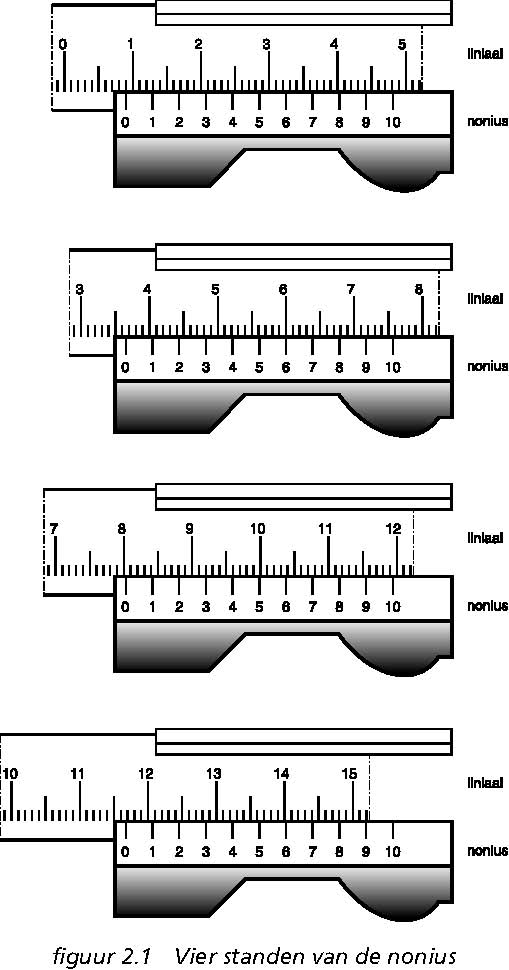 0 1 2 3 4 5 liniaal
0 1 2 3 4 5 6 7 8 9 10 nonius
3 4 5 6 7 8 liniaal
0 1 2 3 4 5 6 7 8 9 10 nonius
7 8 9 10 11 12 liniaal
0 1 2 3 4 5 6 7 8 9 10 nonius
10 11 12 13 14 15 liniaal
0 1 2 3 4 5 6 7 8 9 10 nonius
figuur 2.1 Vier standen van de nonius